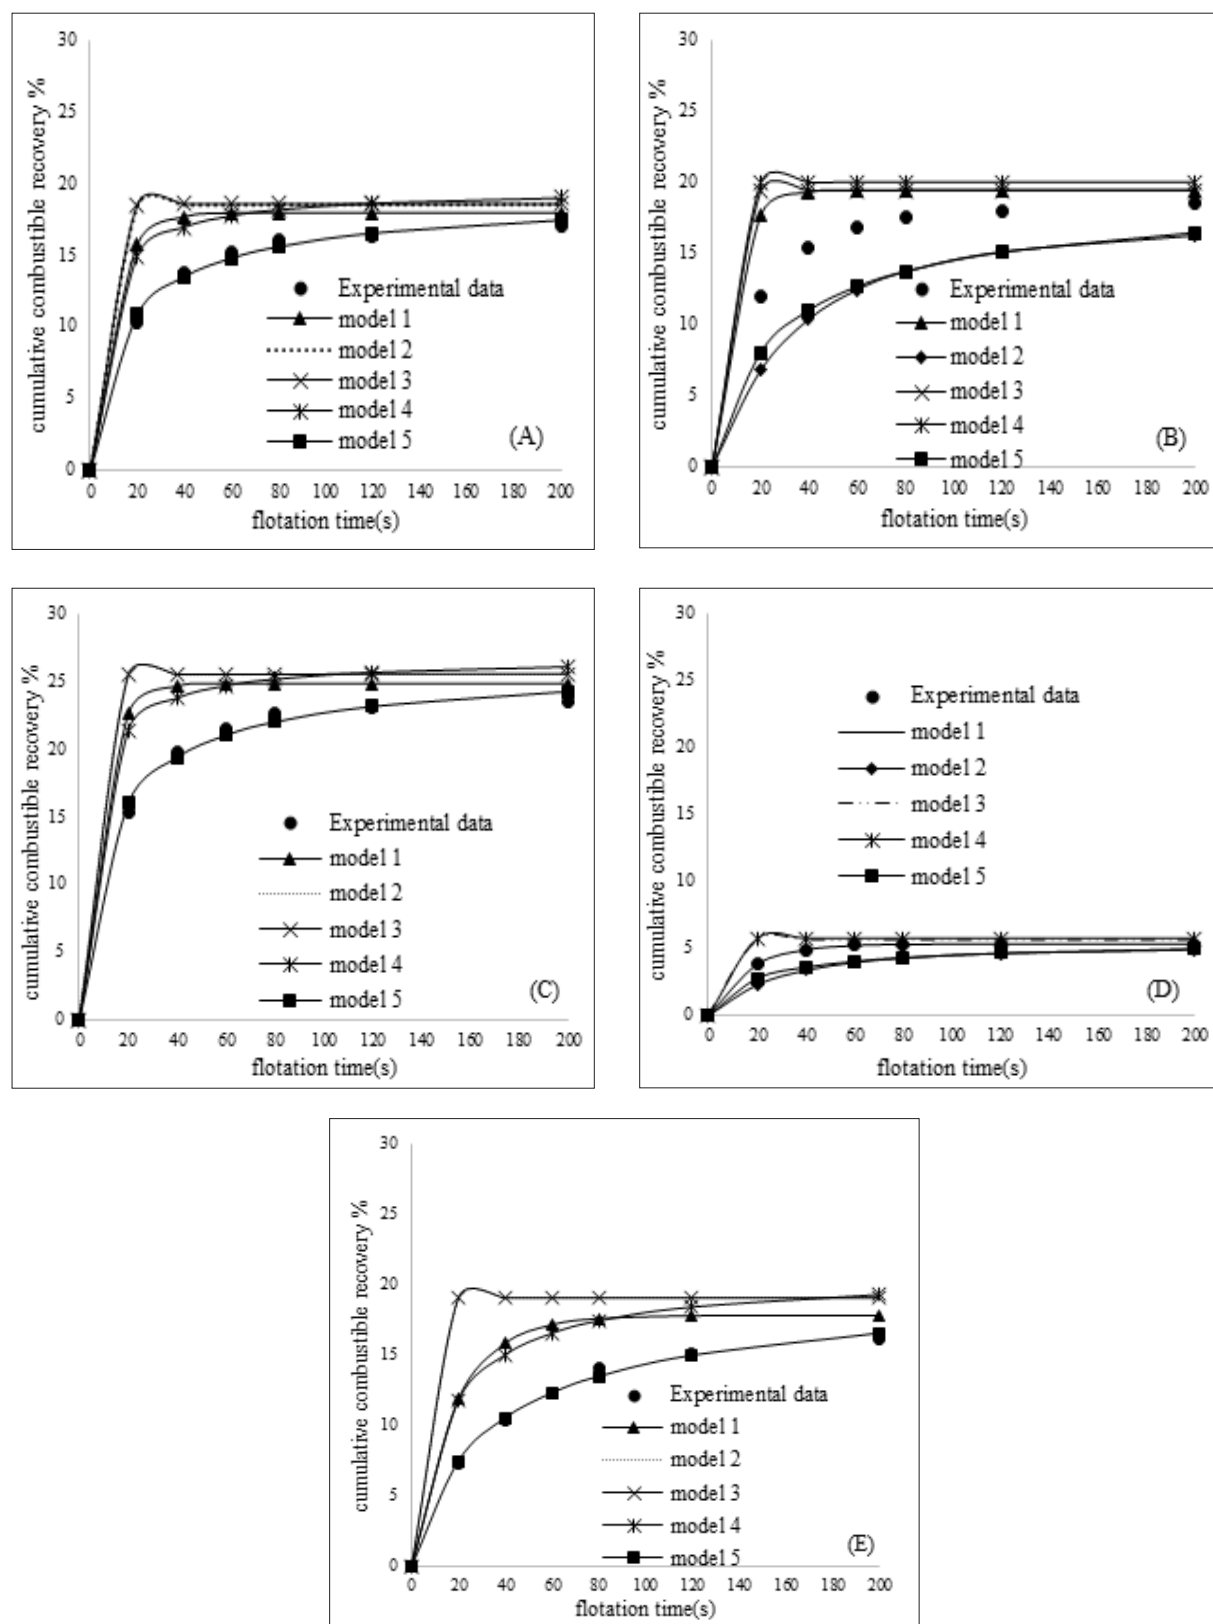 cumulative combustible recovery %
30
25
20
15
10
5
0
0 20 40 60 80 100 120 140 160 180 200
flotation time(s)
Experimental data
model 1
model 2
model 3
model 4
model 5
(A)
cumulative combustible recovery %
30
25
20
15
10
5
0
0 20 40 60 80 100 120 140 160 180 200
flotation time(s)
Experimental data
model 1
model 2
model 3
model 4
model 5
(B)
cumulative combustible recovery %
30
25
20
15
10
5
0
0 20 40 60 80 100 120 140 160 180 200
flotation time(s)
Experimental data
model 1
model 2
model 3
model 4
model 5
(C)
cumulative combustible recovery %
30
25
20
15
10
5
0
0 20 40 60 80 100 120 140 160 180 200
flotation time(s)
Experimental data
model 1
model 2
model 3
model 4
model 5
(D)
cumulative combustible recovery %
30
25
20
15
10
5
0
0 20 40 60 80 100 120 140 160 180 200
flotation time(s)
Experimental data
model 1
model 2
model 3
model 4
model 5
(E)